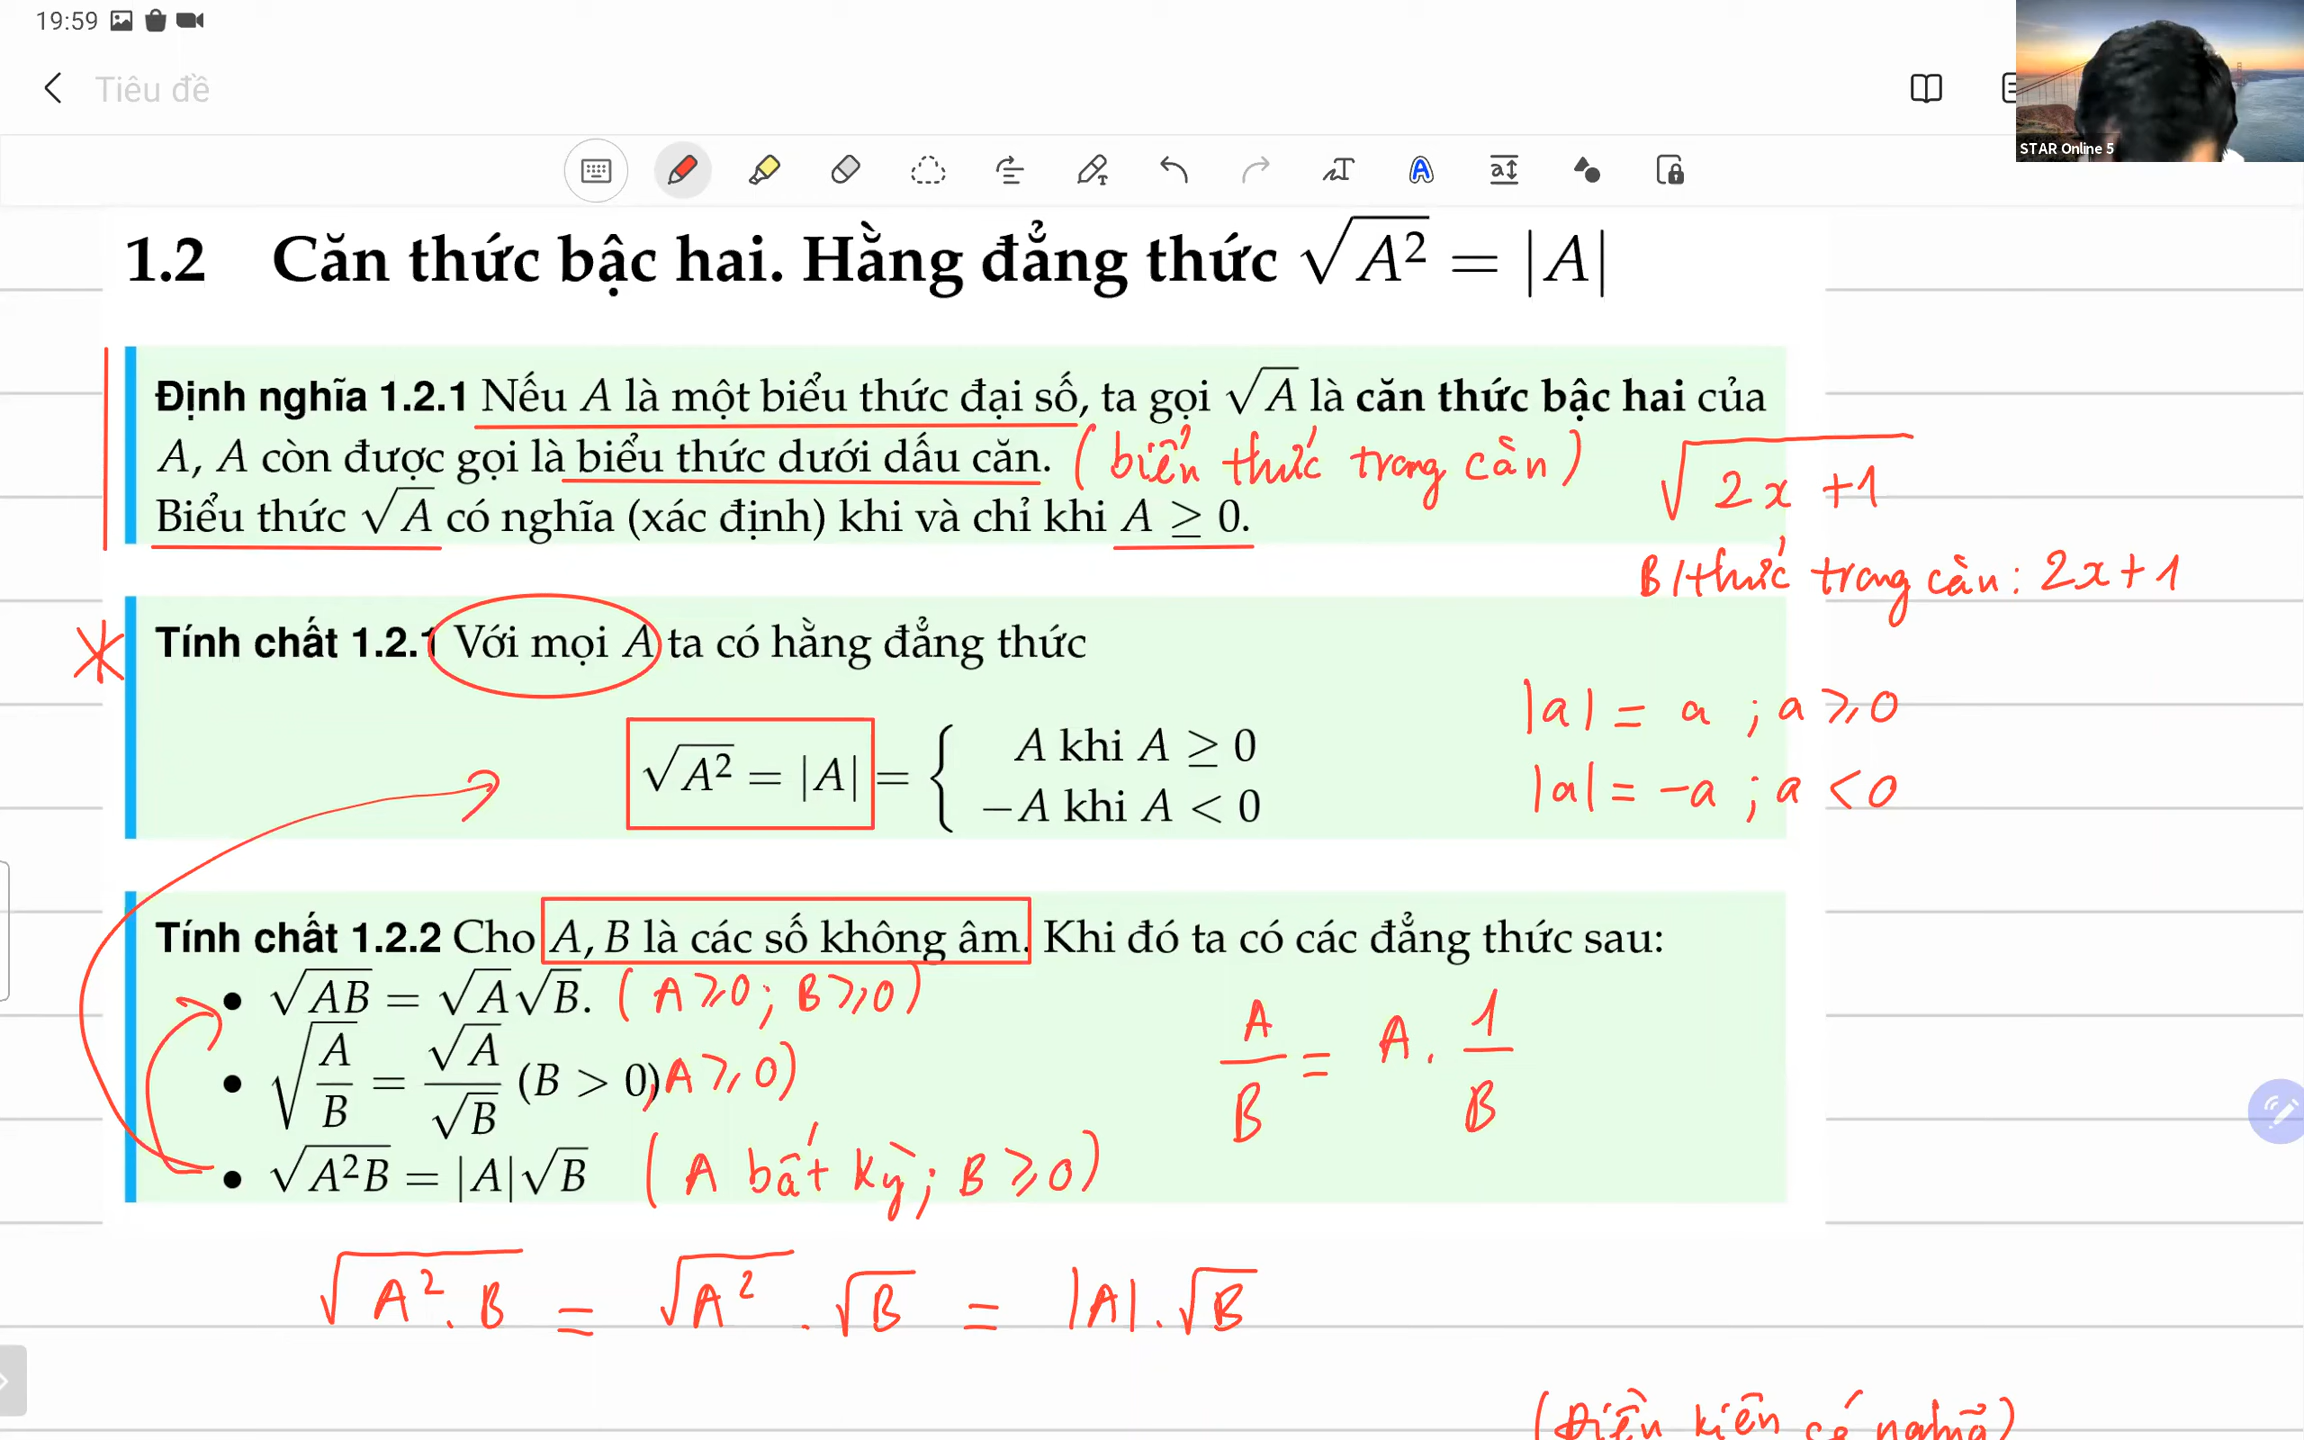 19:59
Tiêu đề
STAR Online 5
1.2 Căn thức bậc hai. Hằng đẳng thức √A² = |A|
Định nghĩa 1.2.1 Nếu A là một biểu thức đại số, ta gọi √A là căn thức bậc hai của
A, A còn được gọi là biểu thức dưới dấu căn. (biển thức trong căn)
√2x+1
Biểu thức √A có nghĩa (xác định) khi và chỉ khi A ≥ 0.
B/thức trong căn: 2x+1
Tính chất 1.2.1 Với mọi A ta có hằng đẳng thức
√A² = |A| = { A khi A ≥ 0
−A khi A < 0
|a| = a ; a ≥ 0
|a| = -a ; a < 0
Tính chất 1.2.2 Cho A, B là các số không âm. Khi đó ta có các đẳng thức sau:
• √AB = √A√B. (A ≥ 0; B ≥ 0)
• √(A/B) = √A/√B (B > 0), A ≥ 0)
A/B = A . 1/B
• √A²B = |A|√B (A bất kỳ; B ≥ 0)
√A².B = √A² . √B = |A| . √B
(Điền kiên có nghĩã)